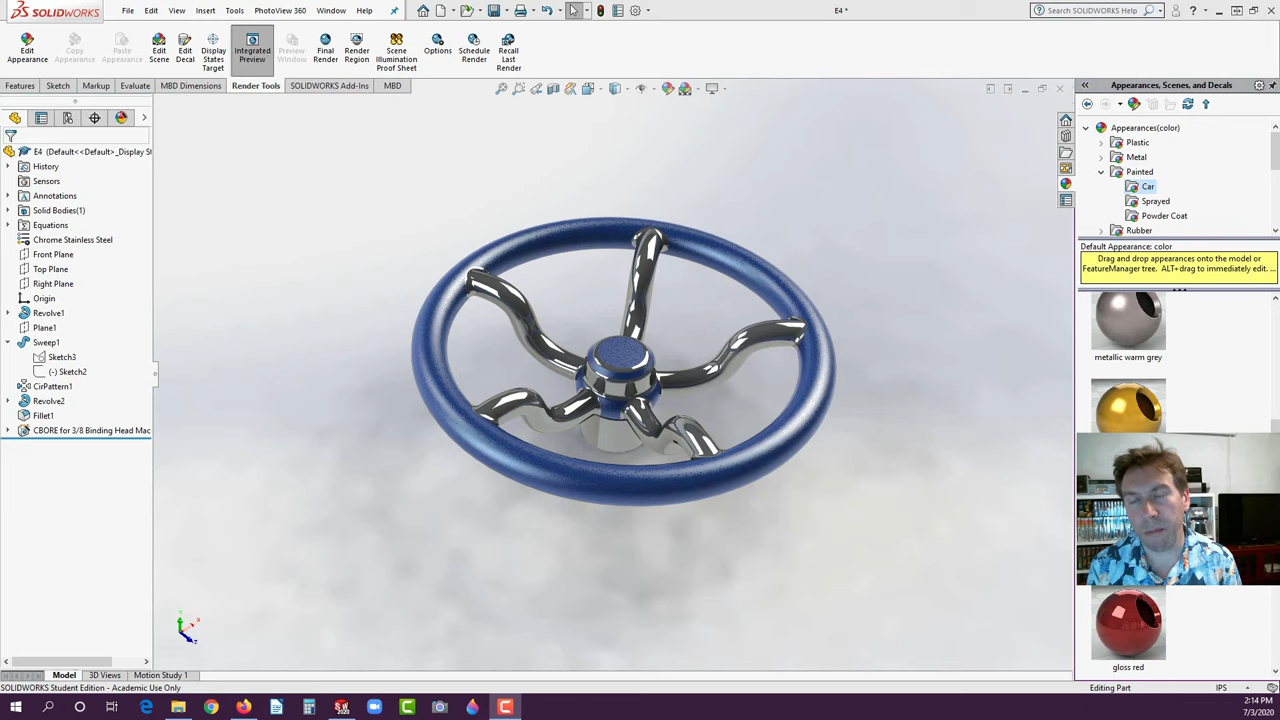 SOLIDWORKS
File Edit View Insert Tools PhotoView 360 Window Help
E4 *
Search SOLIDWORKS Help
Edit Appearance
Copy Appearance
Paste Appearance
Edit Scene
Edit Decal
Display States Target
Integrated Preview
Preview Window
Final Render
Render Region
Scene Illumination Proof Sheet
Options
Schedule Render
Recall Last Render
Features Sketch Markup Evaluate MBD Dimensions Render Tools SOLIDWORKS Add-Ins MBD
E4 (Default<<Default>_Display St
History
Sensors
Annotations
Solid Bodies(1)
Equations
Chrome Stainless Steel
Front Plane
Top Plane
Right Plane
Origin
Revolve1
Plane1
Sweep1
Sketch3
(-) Sketch2
CirPattern1
Revolve2
Fillet1
CBORE for 3/8 Binding Head Mac
Y
X
Z
Appearances, Scenes, and Decals
Appearances(color)
Plastic
Metal
Painted
Car
Sprayed
Powder Coat
Rubber
Default Appearance: color
Drag and drop appearances onto the model or
FeatureManager tree. ALT+drag to immediately edit. ...
metallic warm grey
gloss red
Model 3D Views Motion Study 1
SOLIDWORKS Student Edition - Academic Use Only
Editing Part
IPS
2:14 PM
7/3/2020